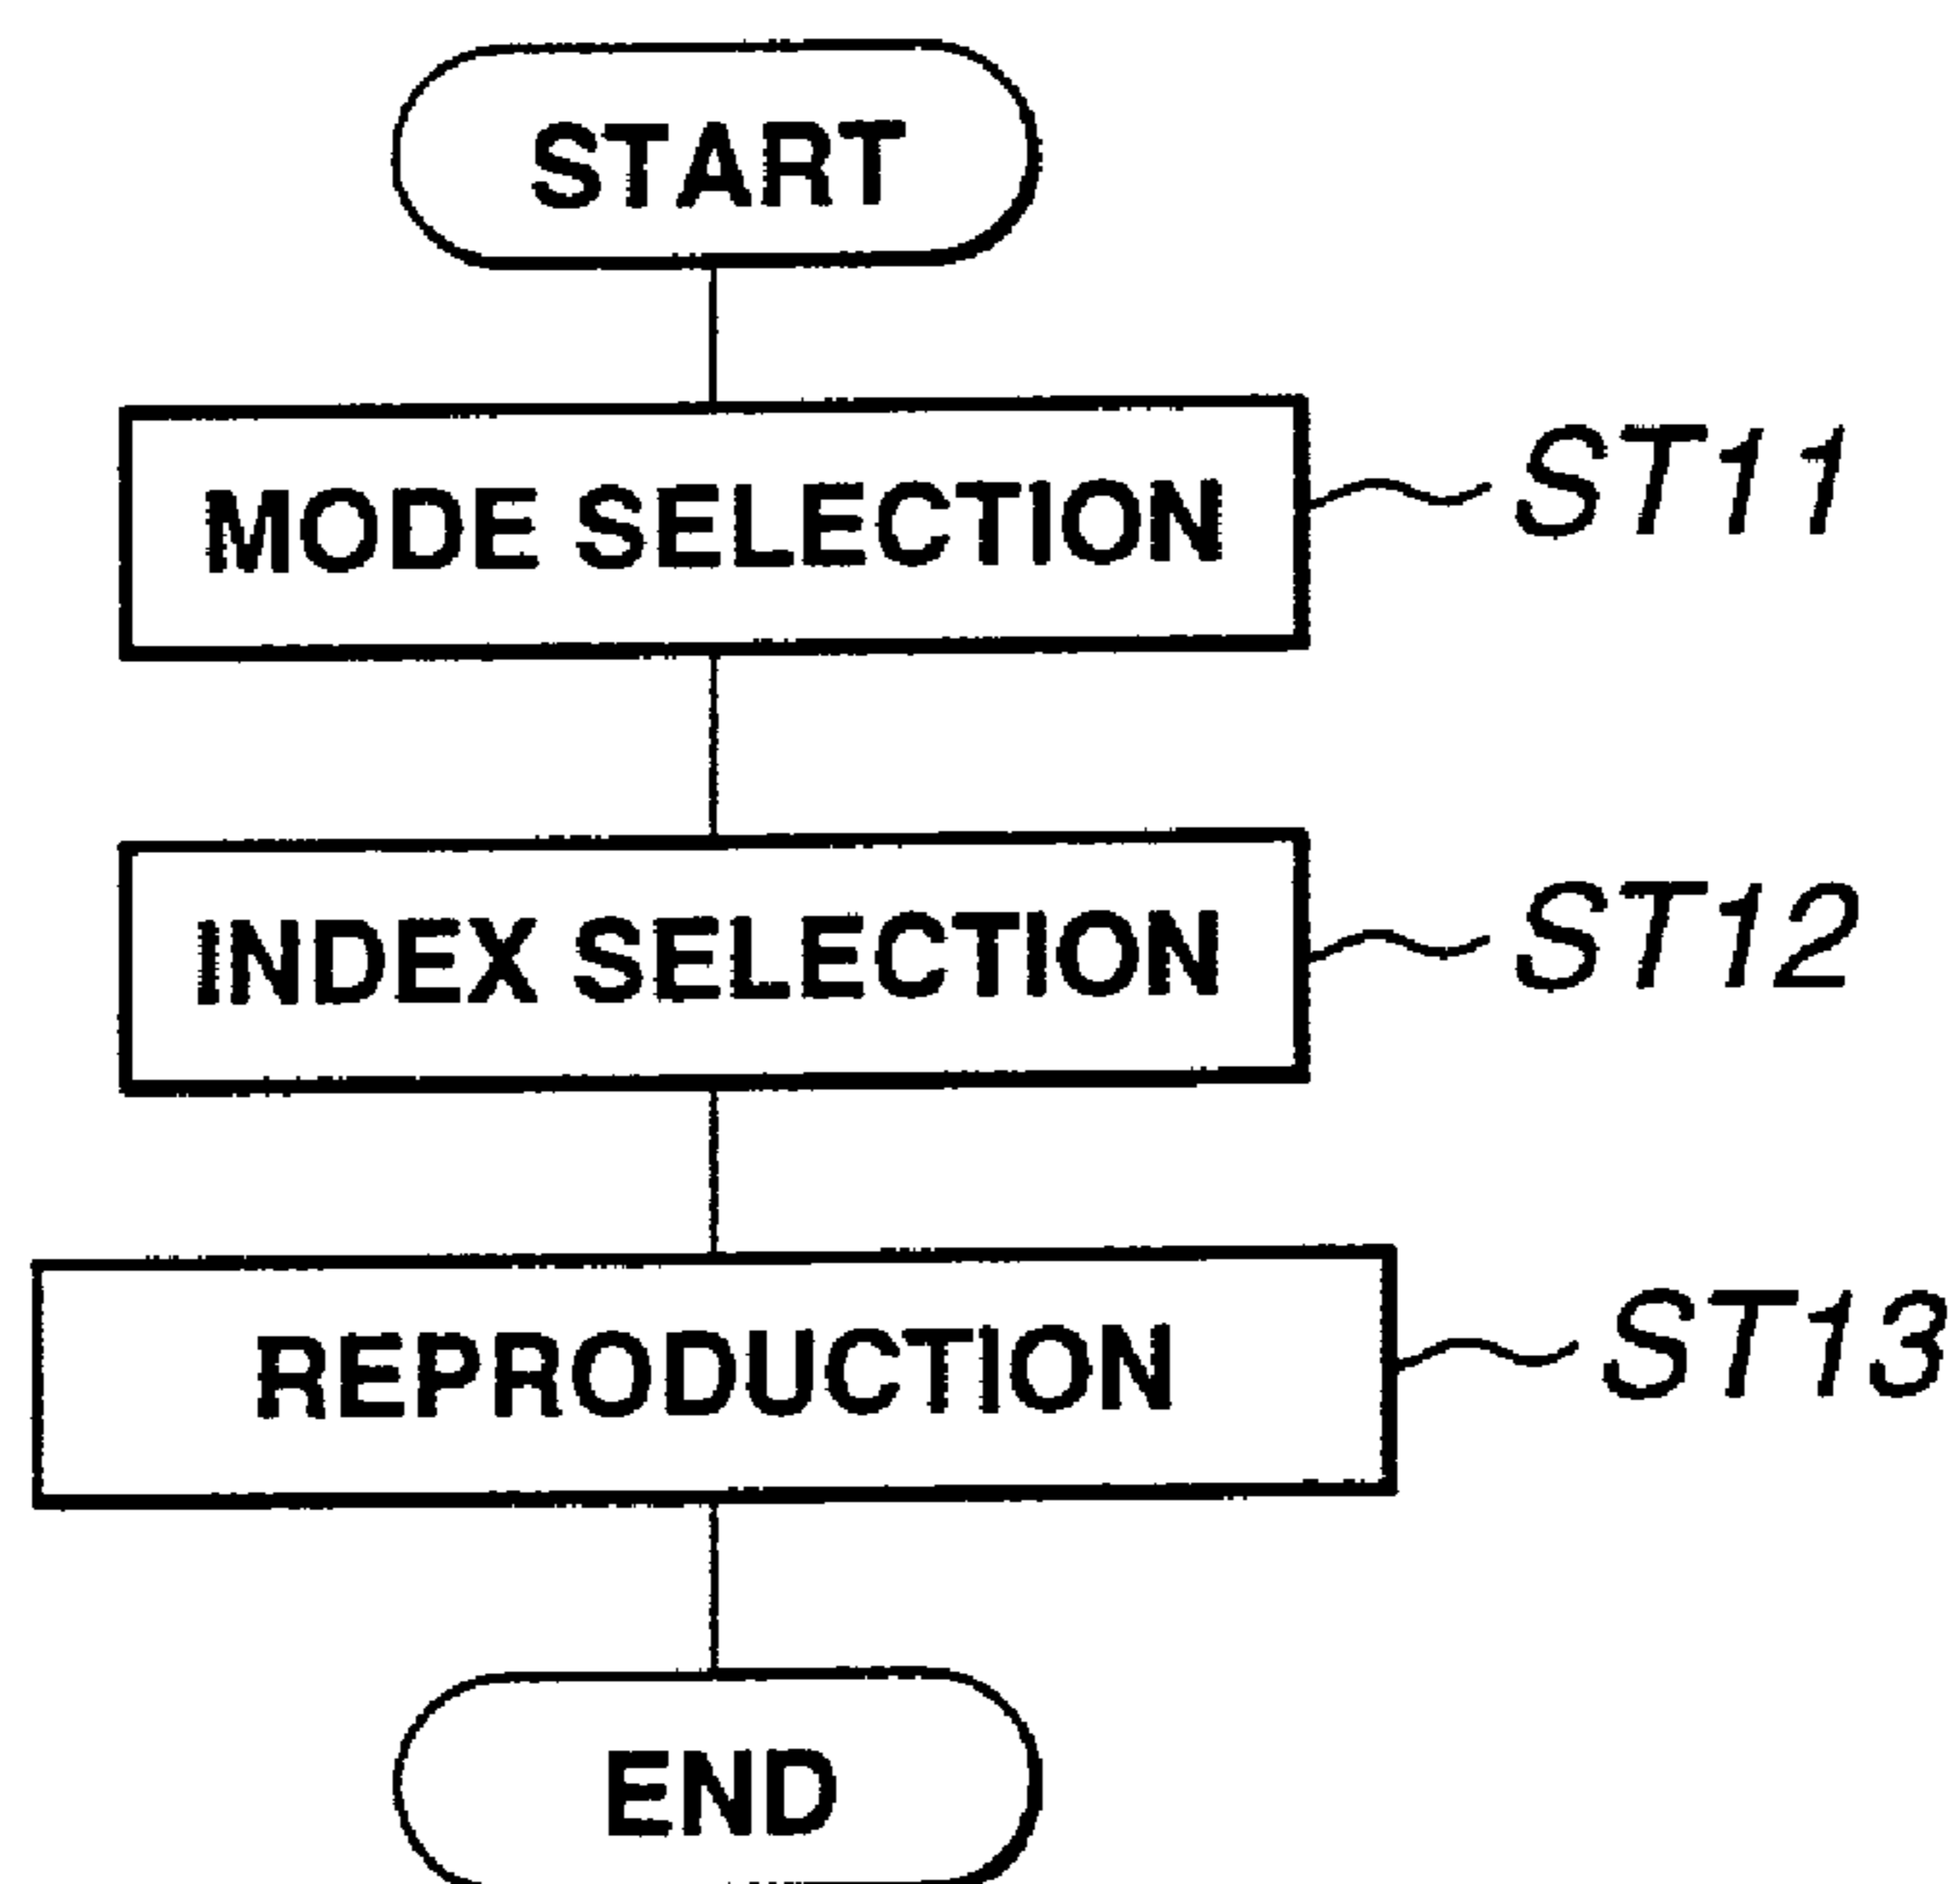 START
MODE SELECTION ST11
INDEX SELECTION ST12
REPRODUCTION ST13
END